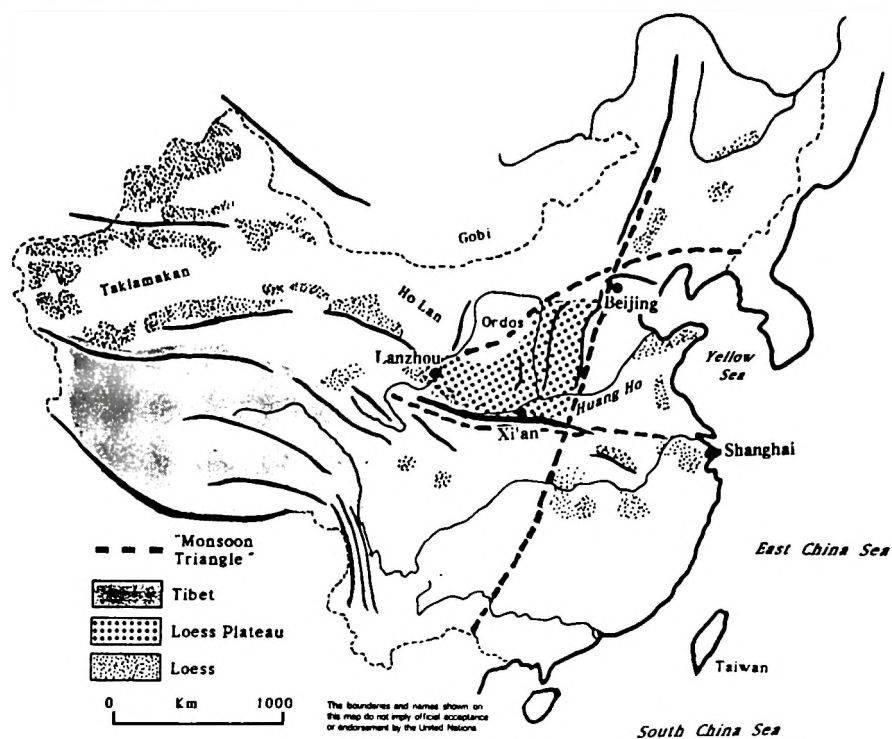 Gobi
Taklamakan
Ho Lan
Ordos
Beijing
Lanzhou
Yellow
Sea
Huang Ho
Xi'an
Shanghai
"Monsoon
Triangle"
East China Sea
Tibet
Loess Plateau
Loess
Taiwan
0 Km 1000
The boundaries and names shown on
this map do not imply official acceptance
or endorsement by the United Nations
South China Sea